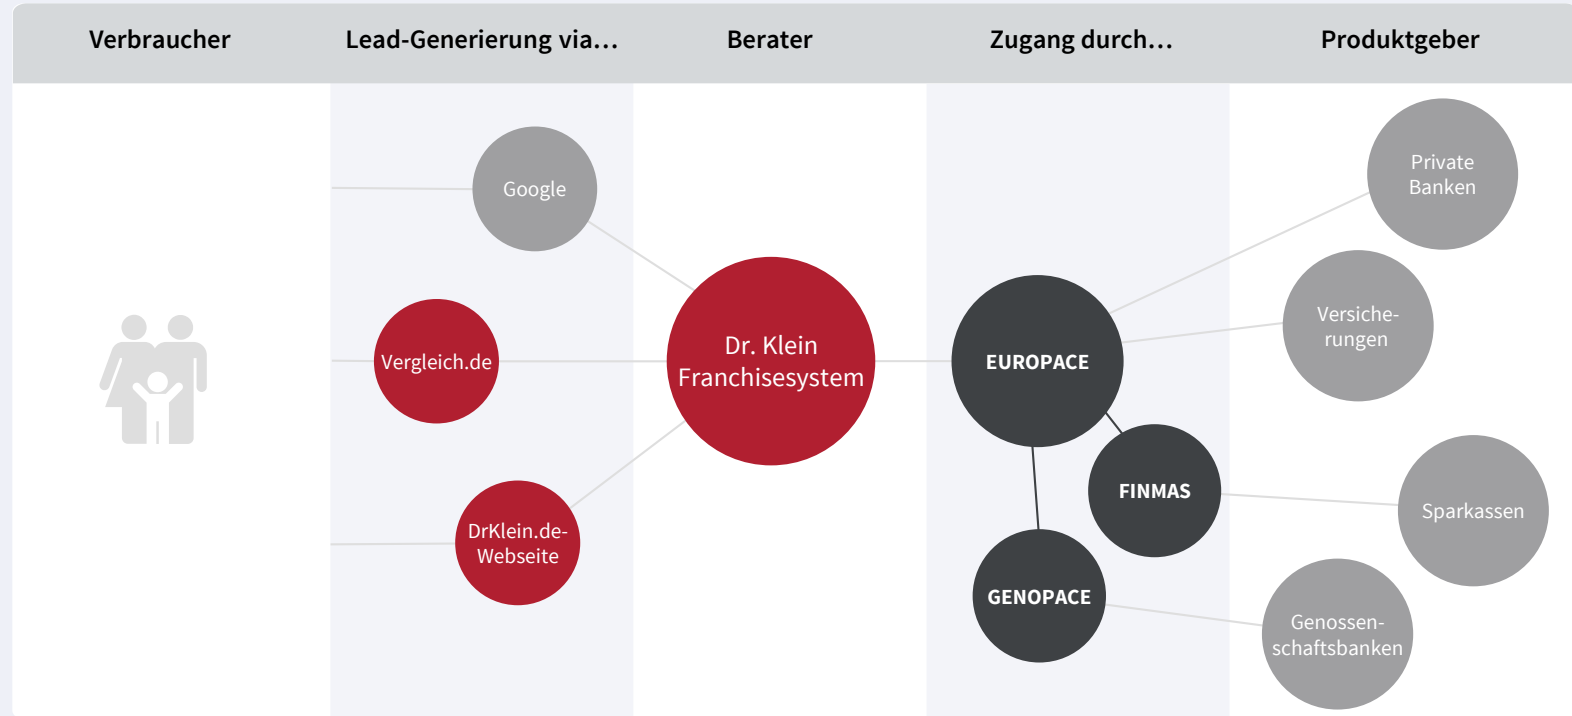 Verbraucher
Lead-Generierung via…
Berater
Zugang durch…
Produktgeber
Google
Vergleich.de
DrKlein.de-
Webseite
Dr. Klein
Franchisesystem
EUROPACE
FINMAS
GENOPACE
Private
Banken
Versiche-
rungen
Sparkassen
Genossen-
schaftsbanken